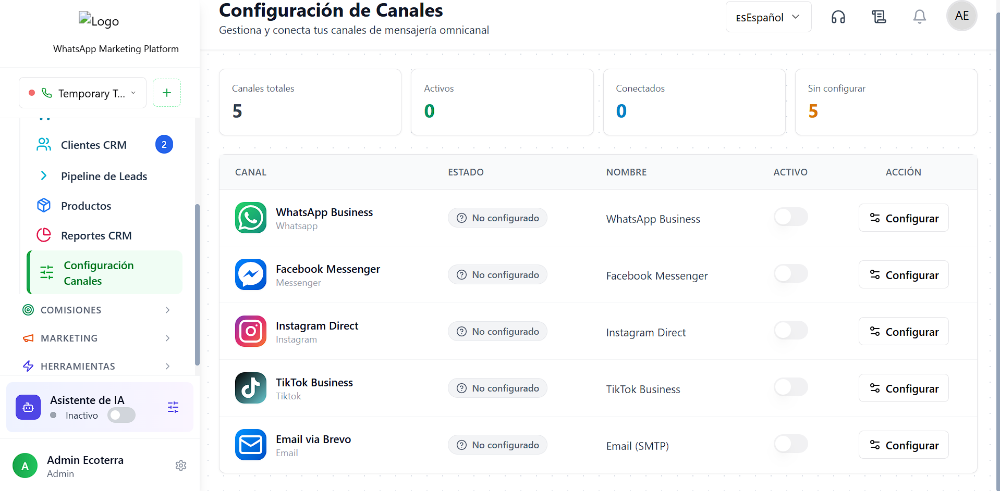 Logo
WhatsApp Marketing Platform
Temporary T...
Clientes CRM
2
Pipeline de Leads
Productos
Reportes CRM
Configuración
Canales
COMISIONES
MARKETING
HERRAMIENTAS
Asistente de IA
Inactivo
A
Admin Ecoterra
Admin
Configuración de Canales
Gestiona y conecta tus canales de mensajería omnicanal
ESEspañol
AE
Canales totales
5
Activos
0
Conectados
0
Sin configurar
5
CANAL ESTADO NOMBRE ACTIVO ACCIÓN
WhatsApp Business
Whatsapp
No configurado
WhatsApp Business
Configurar
Facebook Messenger
Messenger
No configurado
Facebook Messenger
Configurar
Instagram Direct
Instagram
No configurado
Instagram Direct
Configurar
TikTok Business
Tiktok
No configurado
TikTok Business
Configurar
Email via Brevo
Email
No configurado
Email (SMTP)
Configurar